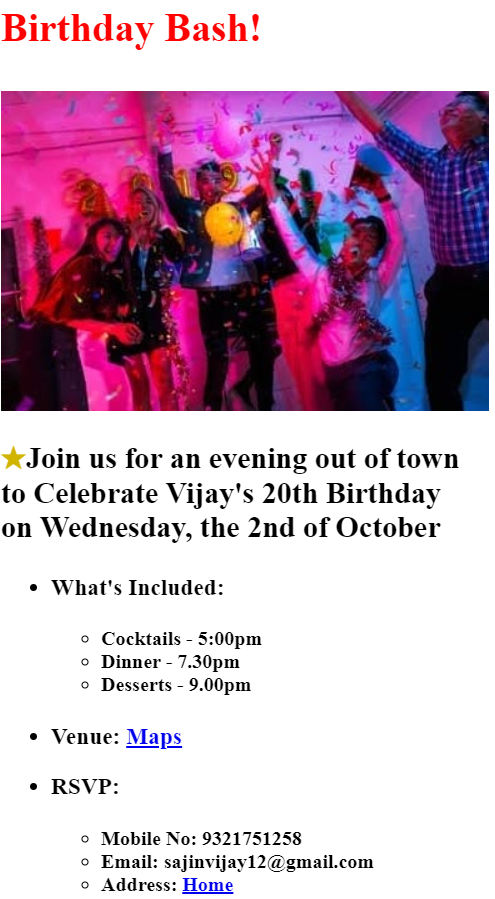 Birthday Bash!
★Join us for an evening out of town
to Celebrate Vijay's 20th Birthday
on Wednesday, the 2nd of October
• What's Included:
○ Cocktails - 5:00pm
○ Dinner - 7.30pm
○ Desserts - 9.00pm
• Venue: Maps
• RSVP:
○ Mobile No: 9321751258
○ Email: sajinvijay12@gmail.com
○ Address: Home